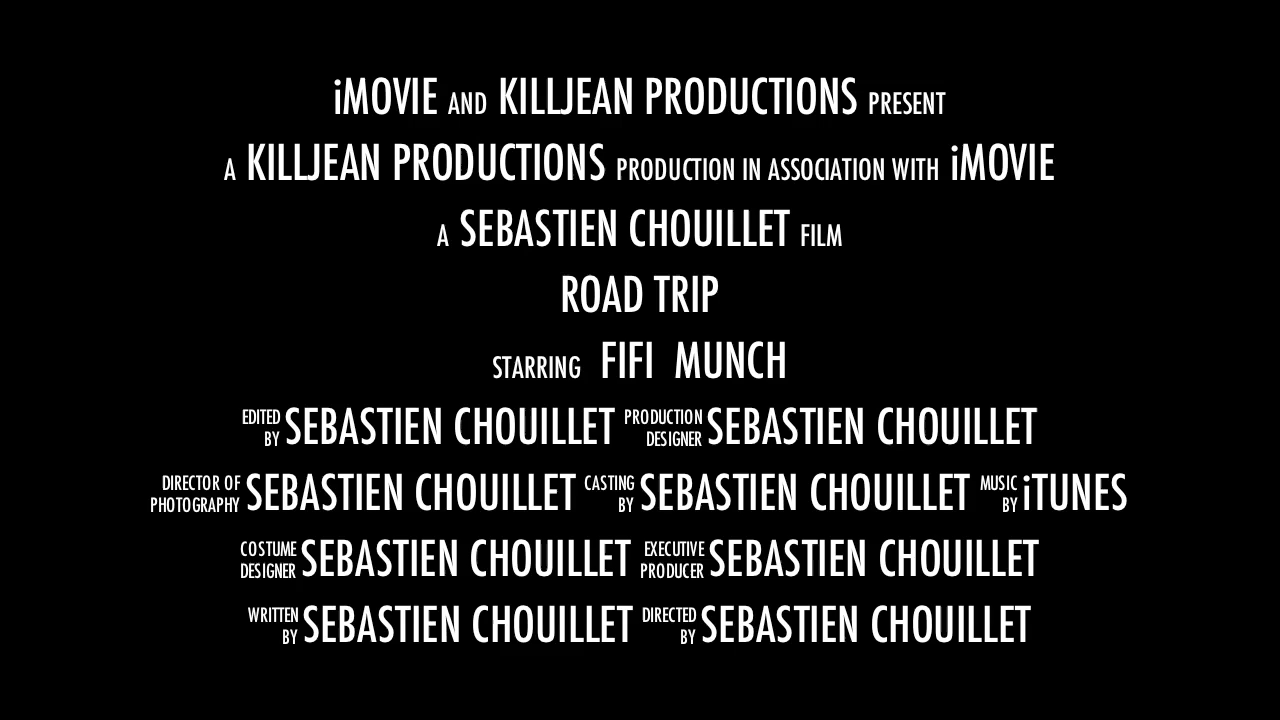 iMOVIE AND KILLJEAN PRODUCTIONS PRESENT
A KILLJEAN PRODUCTIONS PRODUCTION IN ASSOCIATION WITH iMOVIE
A SEBASTIEN CHOUILLET FILM
ROAD TRIP
STARRING FIFI MUNCH
EDITED BY SEBASTIEN CHOUILLET PRODUCTION DESIGNER SEBASTIEN CHOUILLET
DIRECTOR OF PHOTOGRAPHY SEBASTIEN CHOUILLET CASTING BY SEBASTIEN CHOUILLET MUSIC BY iTUNES
COSTUME DESIGNER SEBASTIEN CHOUILLET EXECUTIVE PRODUCER SEBASTIEN CHOUILLET
WRITTEN BY SEBASTIEN CHOUILLET DIRECTED BY SEBASTIEN CHOUILLET